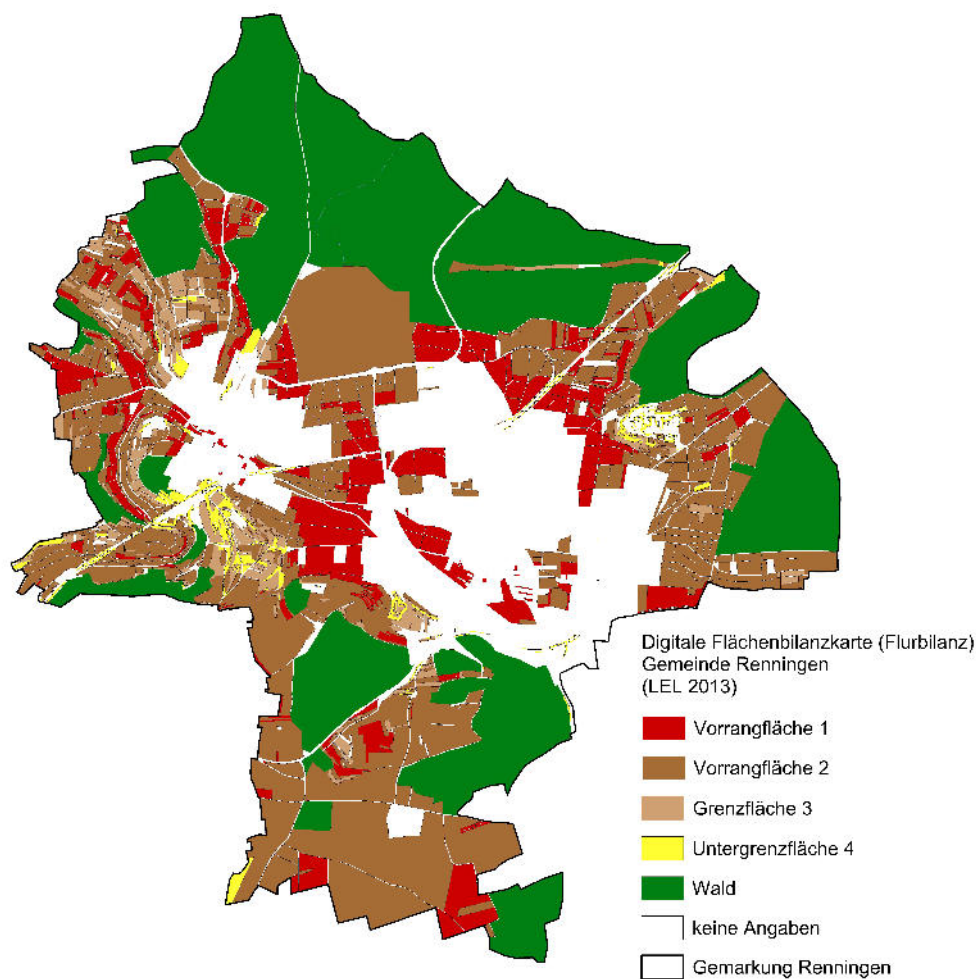 Digitale Flächenbilanzkarte (Flurbilanz)
Gemeinde Renningen
(LEL 2013)
Vorrangfläche 1
Vorrangfläche 2
Grenzfläche 3
Untergrenzfläche 4
Wald
keine Angaben
Gemarkung Renningen